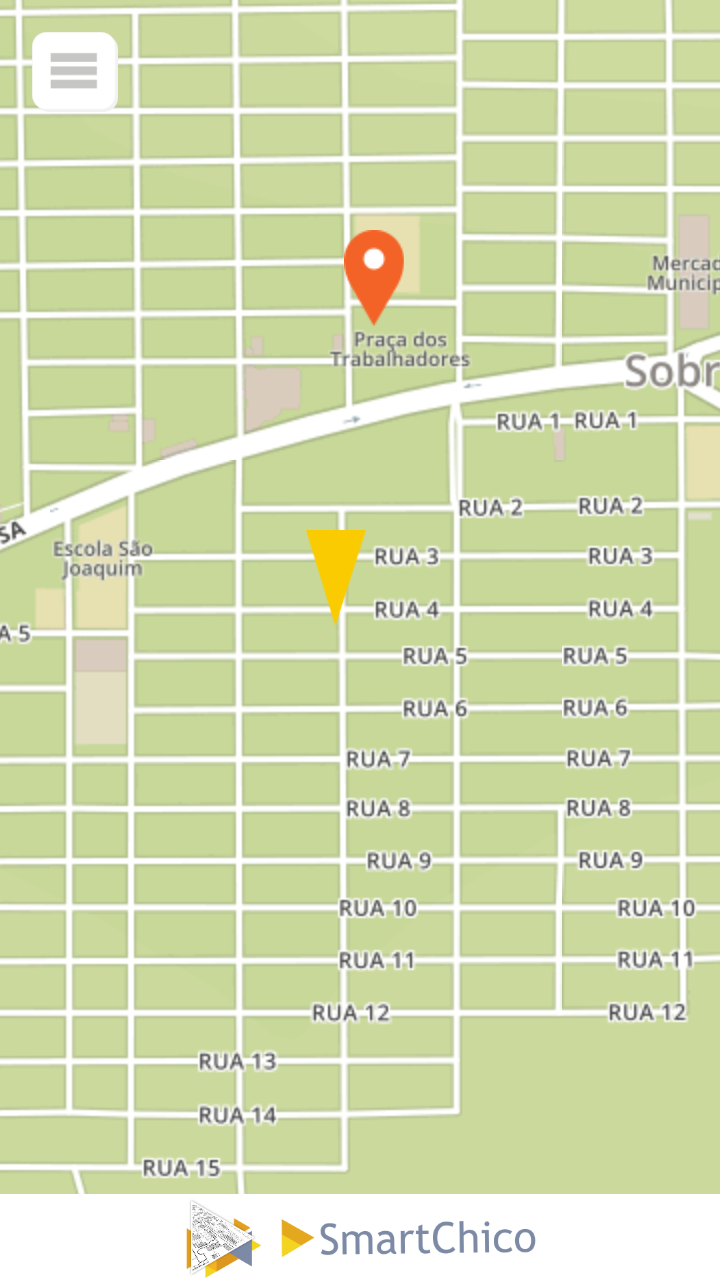 Mercad
Municip
Praça dos
Trabalhadores
Sobr
RUA 1 RUA 1
RUA 2 RUA 2
SA
Escola São
Joaquim
RUA 3 RUA 3
RUA 4 RUA 4
A 5
RUA 5 RUA 5
RUA 6 RUA 6
RUA 7 RUA 7
RUA 8 RUA 8
RUA 9 RUA 9
RUA 10 RUA 10
RUA 11 RUA 11
RUA 12 RUA 12
RUA 13
RUA 14
RUA 15
SmartChico